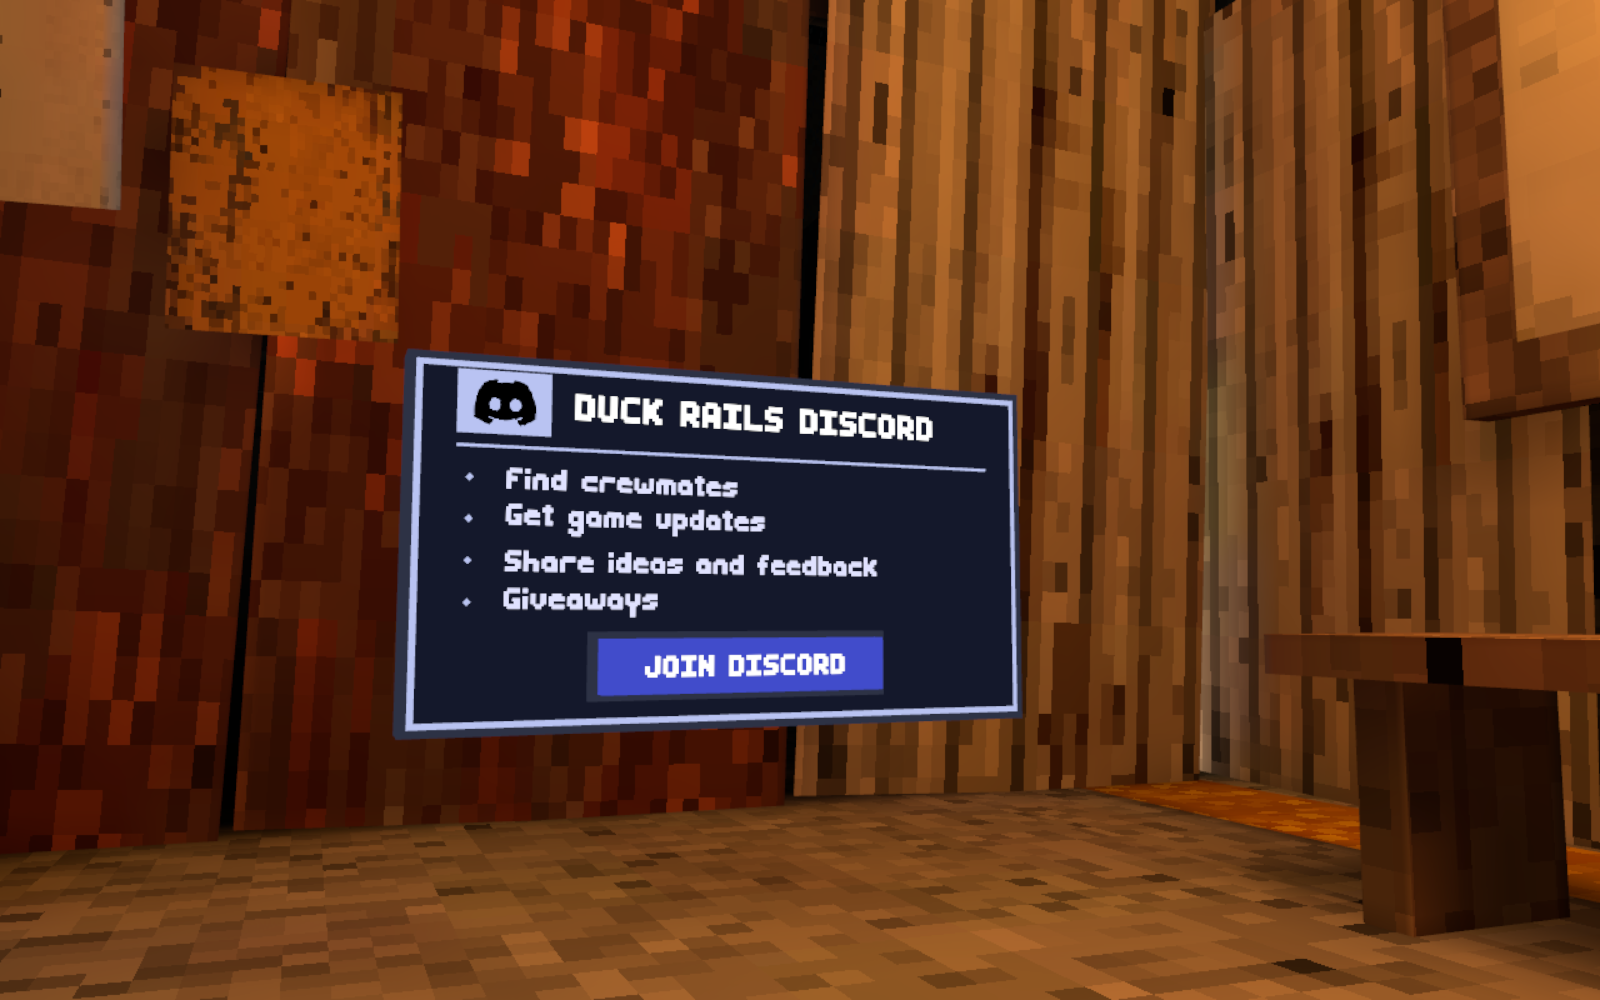 DUCK RAILS DISCORD
Find crewmates
Get game updates
Share ideas and feedback
Giveaways
JOIN DISCORD